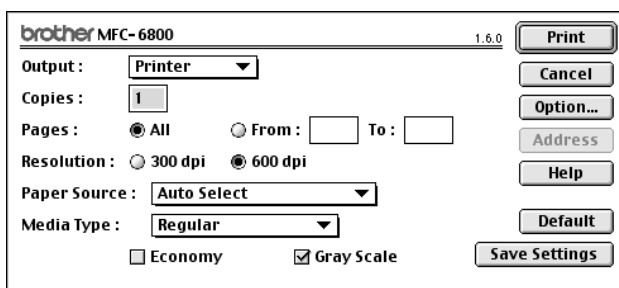 brother MFC-6800 1.6.0 Print
Output : Printer Cancel
Copies : 1 Option...
Pages : All From : To : Address
Resolution : 300 dpi 600 dpi Help
Paper Source : Auto Select
Media Type : Regular Default
Economy Gray Scale Save Settings